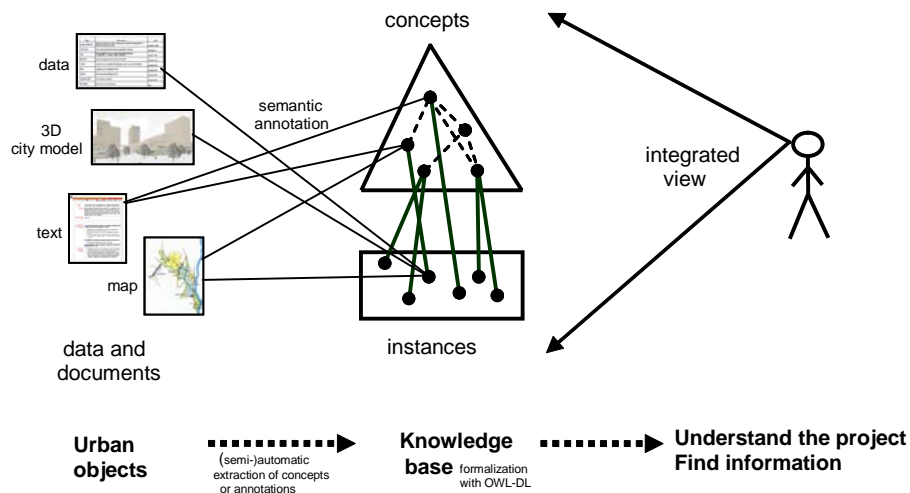 concepts
data
semantic
annotation
3D
city model
integrated
view
text
map
instances
data and
documents
Urban
objects
(semi-)automatic
extraction of concepts
or annotations
Knowledge
base formalization
with OWL-DL
Understand the project
Find information